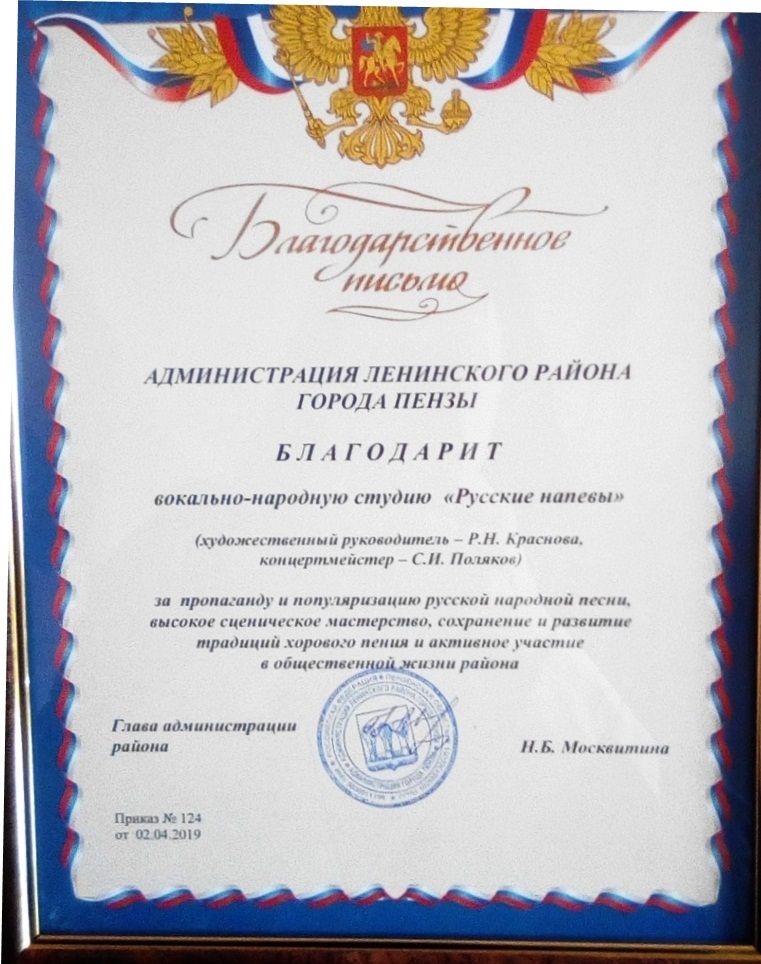 Благодарственное
письмо
АДМИНИСТРАЦИЯ ЛЕНИНСКОГО РАЙОНА
ГОРОДА ПЕНЗЫ
Б Л А Г О Д А Р И Т
вокально-народную студию «Русские напевы»
(художественный руководитель – Р.Н. Краснова,
концертмейстер – С.И. Поляков)
за пропаганду и популяризацию русской народной песни,
высокое сценическое мастерство, сохранение и развитие
традиций хорового пения и активное участие
в общественной жизни района
Глава администрации
района
Н.Б. Москвитина
Приказ № 124
от 02.04.2019